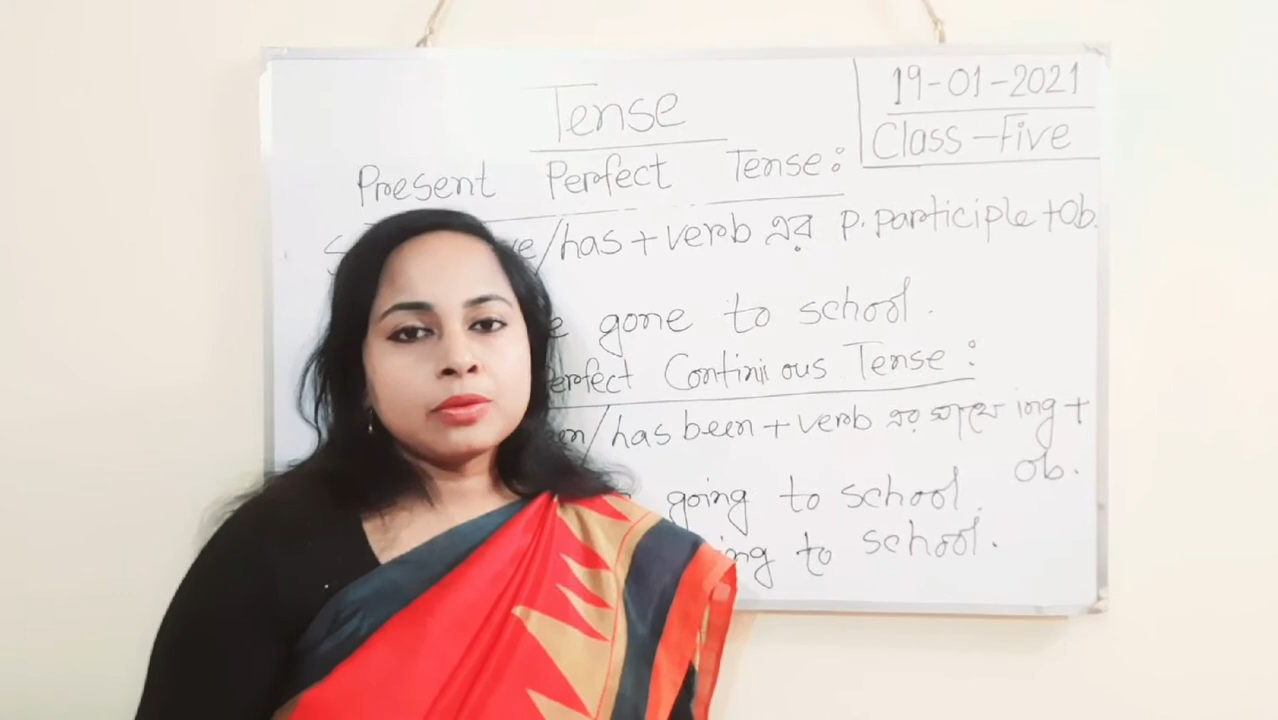 Tense
19-01-2021
Class-Five
Present Perfect Tense:
/has + verb এর p. participle + ob.
gone to school.
Perfect Continuous Tense:
/has been + verb এর সাথে ing +
ob.
going to school.
to school.